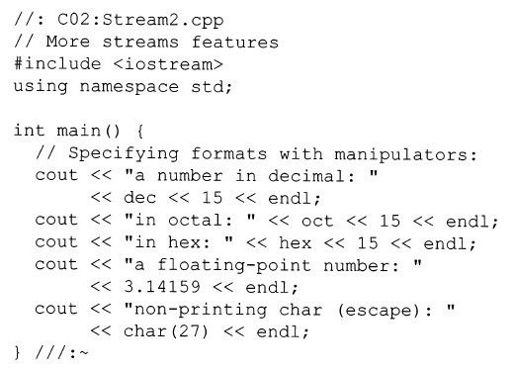 //: C02:Stream2.cpp
// More streams features
#include <iostream>
using namespace std;

int main() {
  // Specifying formats with manipulators:
  cout << "a number in decimal: "
       << dec << 15 << endl;
  cout << "in octal: " << oct << 15 << endl;
  cout << "in hex: " << hex << 15 << endl;
  cout << "a floating-point number: "
       << 3.14159 << endl;
  cout << "non-printing char (escape): "
       << char(27) << endl;
} ///:~